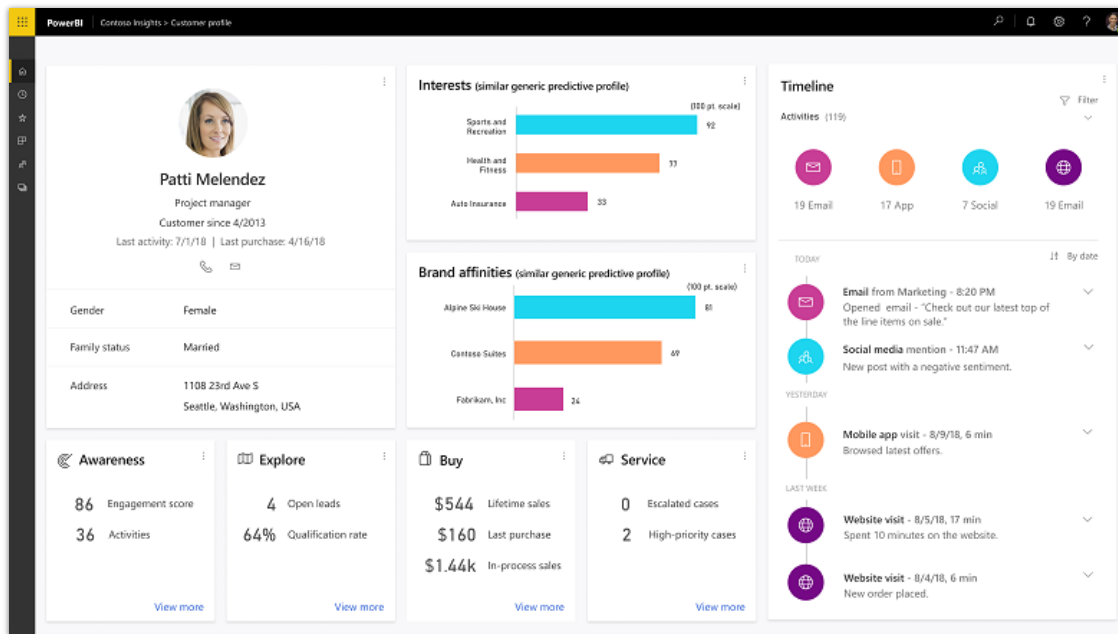 PowerBI
Contoso Insights > Customer profile
?
Patti Melendez
Project manager
Customer since 4/2013
Last activity: 7/1/18 | Last purchase: 4/16/18
Gender Female
Family status Married
Address 1108 23rd Ave S
Seattle, Washington, USA
Interests (similar generic predictive profile)
(100 pt. scale)
Sports and
Recreation 92
Health and
Fitness 77
Auto Insurance 33
Brand affinities (similar generic predictive profile)
(100 pt. scale)
Alpine Ski House 81
Contoso Suites 69
Fabrikam, Inc 24
Awareness
86 Engagement score
36 Activities
View more
Explore
4 Open leads
64% Qualification rate
View more
Buy
$544 Lifetime sales
$160 Last purchase
$1.44k In-process sales
View more
Service
0 Escalated cases
2 High-priority cases
View more
Timeline
Filter
Activities (119)
19 Email
17 App
7 Social
19 Email
TODAY
By date
Email from Marketing - 8:20 PM
Opened email - "Check out our latest top of
the line items on sale."
Social media mention - 11:47 AM
New post with a negative sentiment.
YESTERDAY
Mobile app visit - 8/9/18, 6 min
Browsed latest offers.
LAST WEEK
Website visit - 8/5/18, 17 min
Spent 10 minutes on the website.
Website visit - 8/4/18, 6 min
New order placed.